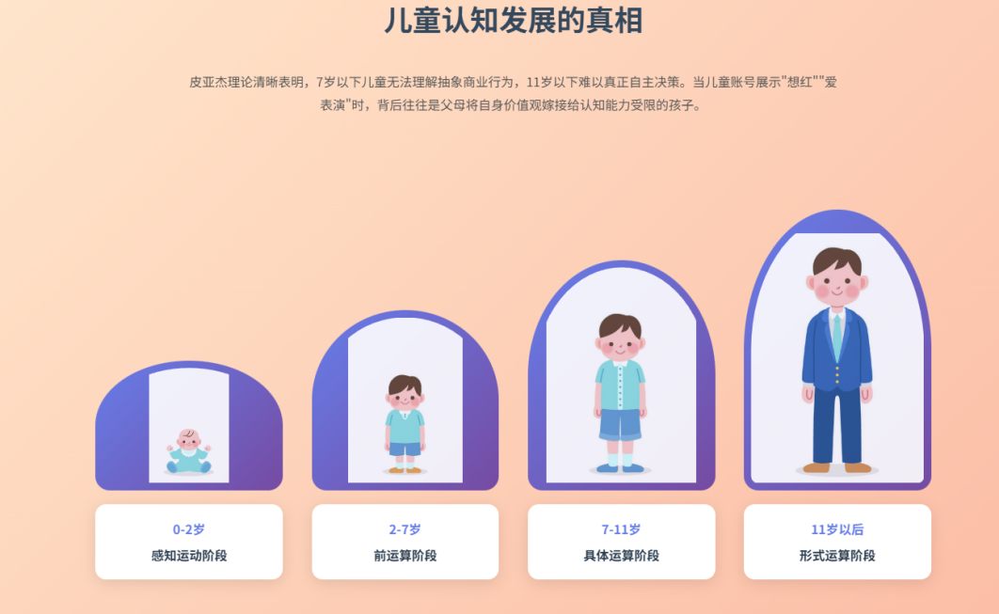 儿童认知发展的真相
皮亚杰理论清晰表明，7岁以下儿童无法理解抽象商业行为，11岁以下难以真正自主决策。当儿童账号展示"想红""爱
表演"时，背后往往是父母将自身价值观嫁接给认知能力受限的孩子。
0-2岁
感知运动阶段
2-7岁
前运算阶段
7-11岁
具体运算阶段
11岁以后
形式运算阶段